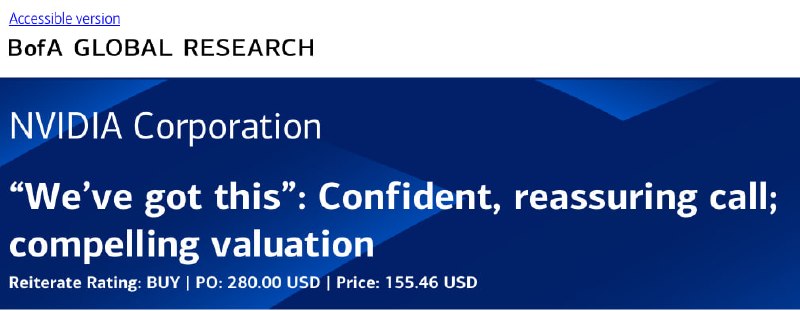 Accessible version
BofA GLOBAL RESEARCH
NVIDIA Corporation
“We’ve got this”: Confident, reassuring call;
compelling valuation
Reiterate Rating: BUY | PO: 280.00 USD | Price: 155.46 USD